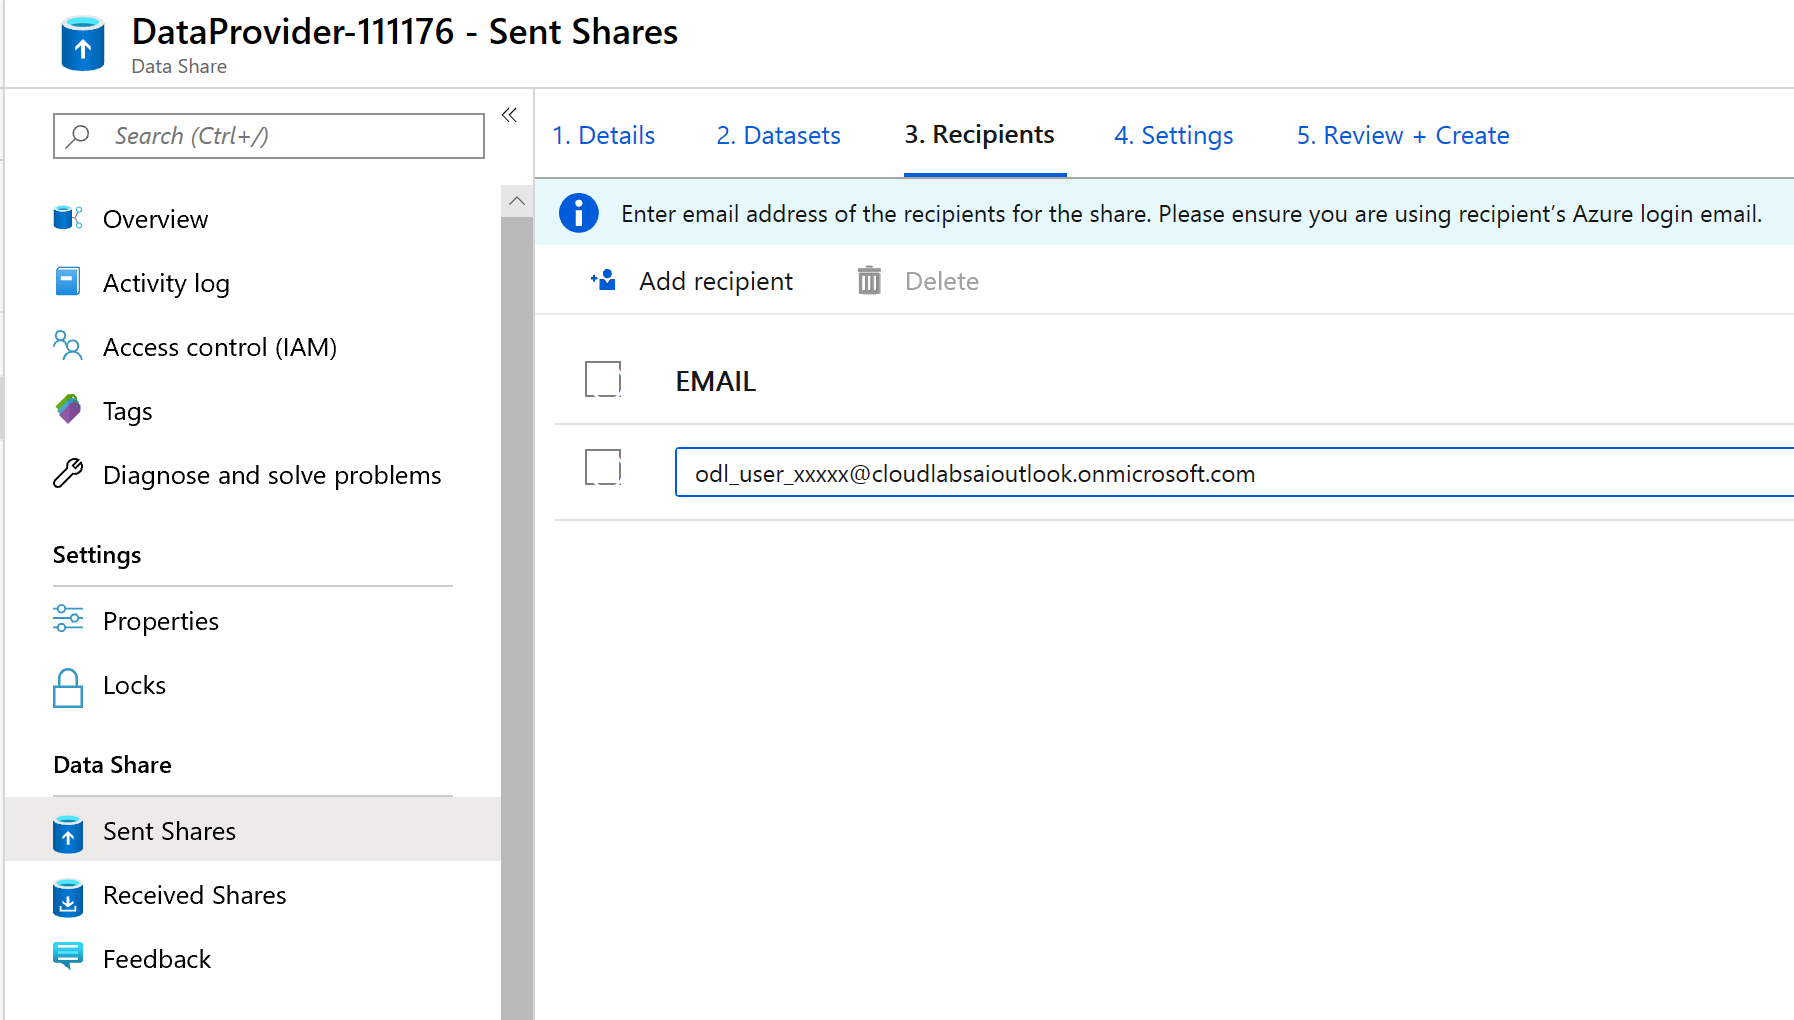 DataProvider-111176 - Sent Shares
Data Share
Search (Ctrl+/)
«
Overview
Activity log
Access control (IAM)
Tags
Diagnose and solve problems
Settings
Properties
Locks
Data Share
Sent Shares
Received Shares
Feedback
1. Details 2. Datasets 3. Recipients 4. Settings 5. Review + Create
Enter email address of the recipients for the share. Please ensure you are using recipient’s Azure login email.
Add recipient Delete
EMAIL
odl_user_xxxxx@cloudlabsaioutlook.onmicrosoft.com